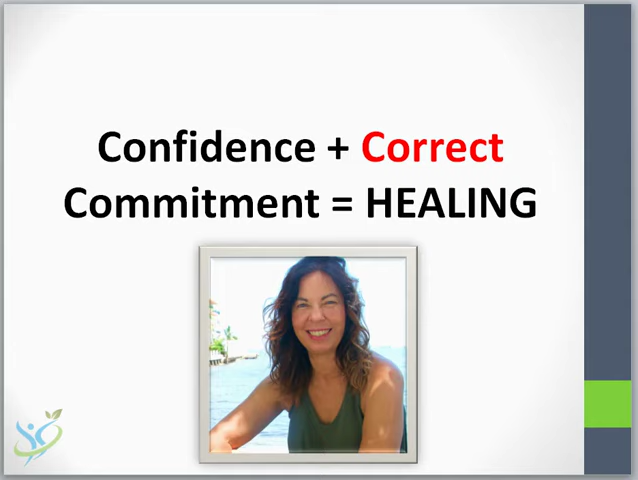 Confidence + Correct
Commitment = HEALING